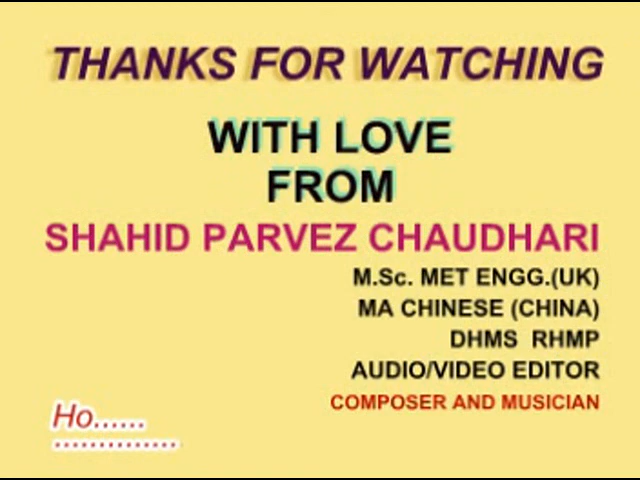 THANKS FOR WATCHING
WITH LOVE
FROM
SHAHID PARVEZ CHAUDHARI
M.Sc. MET ENGG.(UK)
MA CHINESE (CHINA)
DHMS RHMP
AUDIO/VIDEO EDITOR
COMPOSER AND MUSICIAN
Ho......
..............